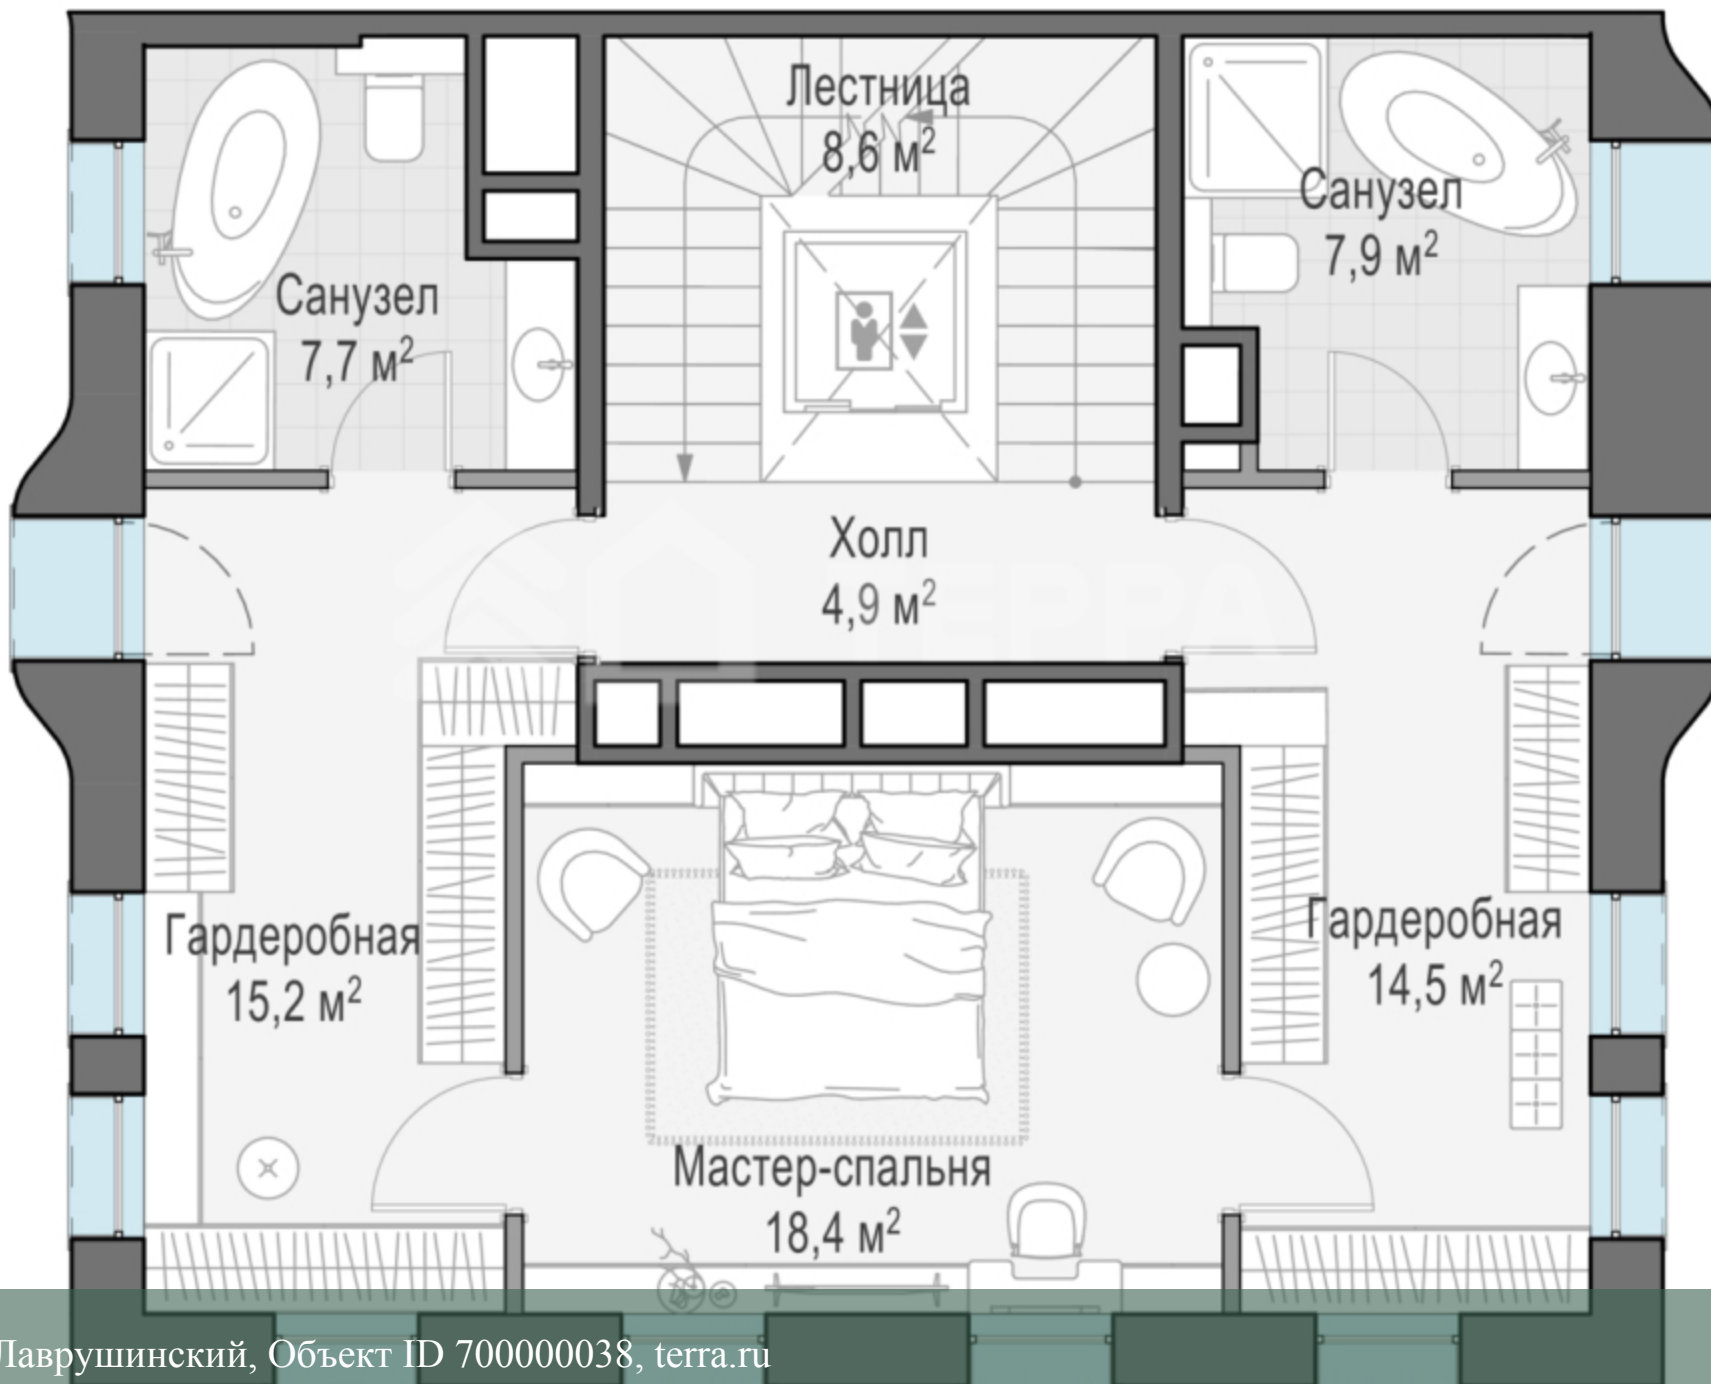 Лестница
8,6 м²
Санузел
7,9 м²
Санузел
7,7 м²
Холл
4,9 м²
TERPA
Гардеробная
15,2 м²
Гардеробная
14,5 м²
Мастер-спальня
18,4 м²
Лаврушинский, Объект ID 700000038, terra.ru